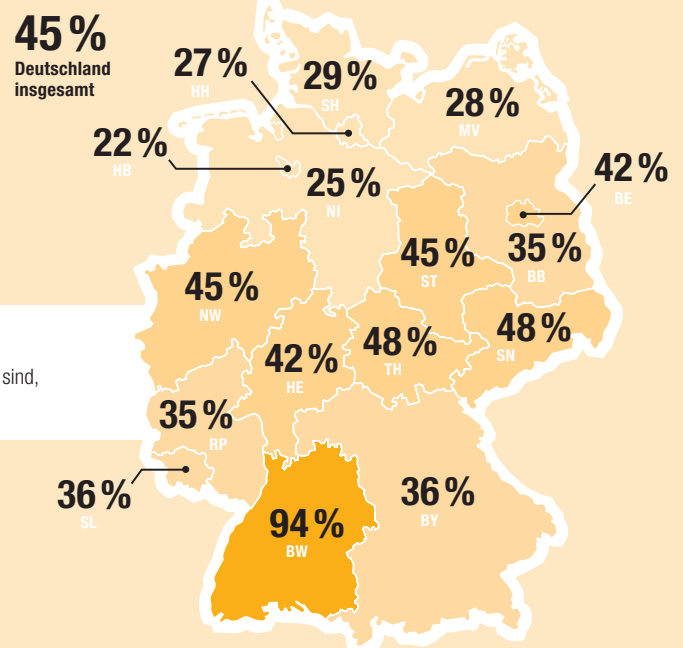 45 %
Deutschland
insgesamt
27 %
HH
29 %
SH
28 %
MV
22 %
HB
25 %
NI
42 %
BE
45 %
ST
35 %
BB
45 %
NW
48 %
SN
48 %
TH
42 %
HE
sind,
35 %
RP
36 %
SL
36 %
BY
94 %
BW